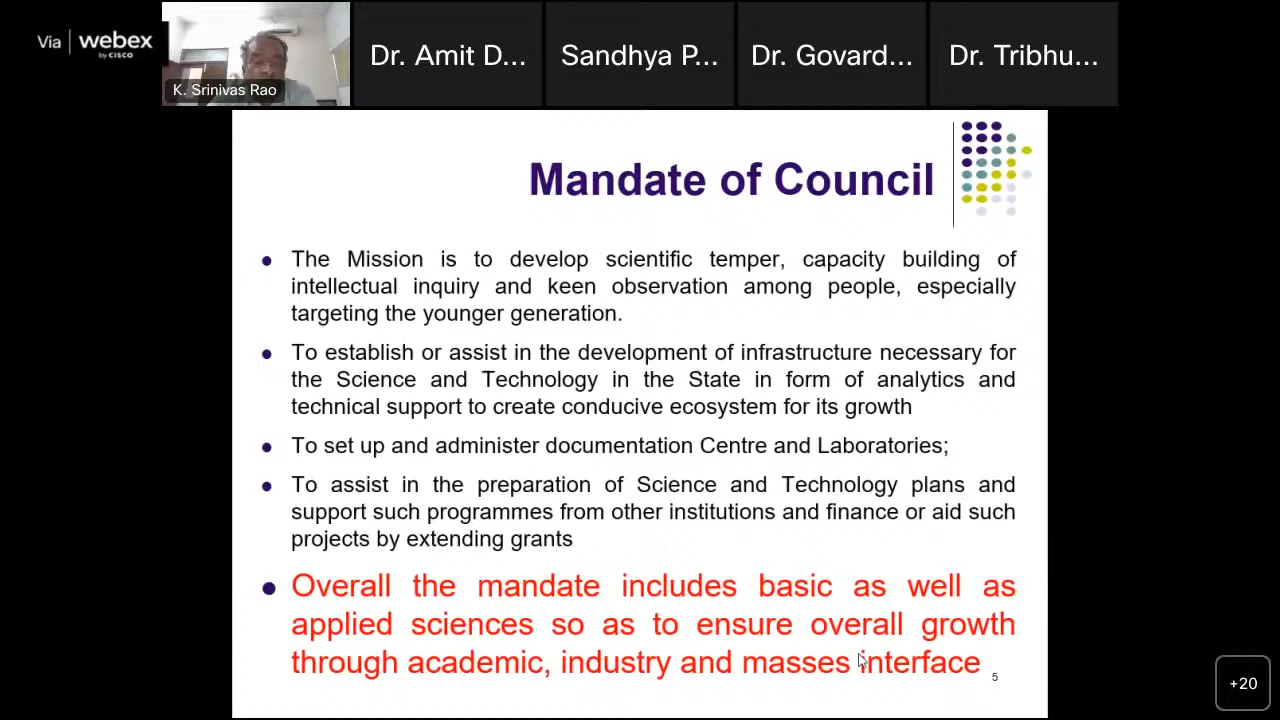 Via | webex
by CISCO
K. Srinivas Rao
Dr. Amit D...
Sandhya P...
Dr. Govard...
Dr. Tribhu...
Mandate of Council
The Mission is to develop scientific temper, capacity building of
intellectual inquiry and keen observation among people, especially
targeting the younger generation.
To establish or assist in the development of infrastructure necessary for
the Science and Technology in the State in form of analytics and
technical support to create conducive ecosystem for its growth
To set up and administer documentation Centre and Laboratories;
To assist in the preparation of Science and Technology plans and
support such programmes from other institutions and finance or aid such
projects by extending grants
Overall the mandate includes basic as well as
applied sciences so as to ensure overall growth
through academic, industry and masses interface
5
+20